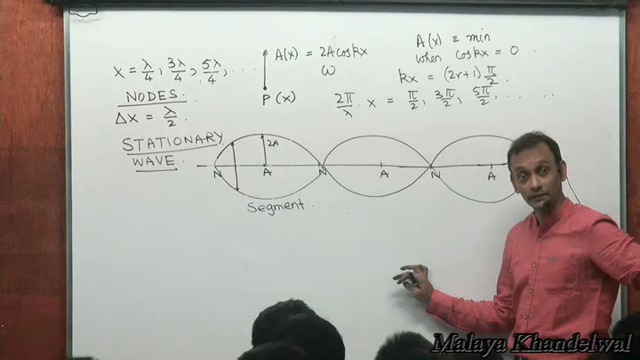 x = λ/4, 3λ/4, 5λ/4, ....
NODES
Δx = λ/2.
STATIONARY
WAVE
A(x) = 2A cos kx
ω
P(x)
A(x) = min
when cos kx = 0.
kx = (2r+1) π/2.
2π/λ . x = π/2, 3π/2, 5π/2, ......
2A
N A N A N A
Segment.
Malaya Khandelwal